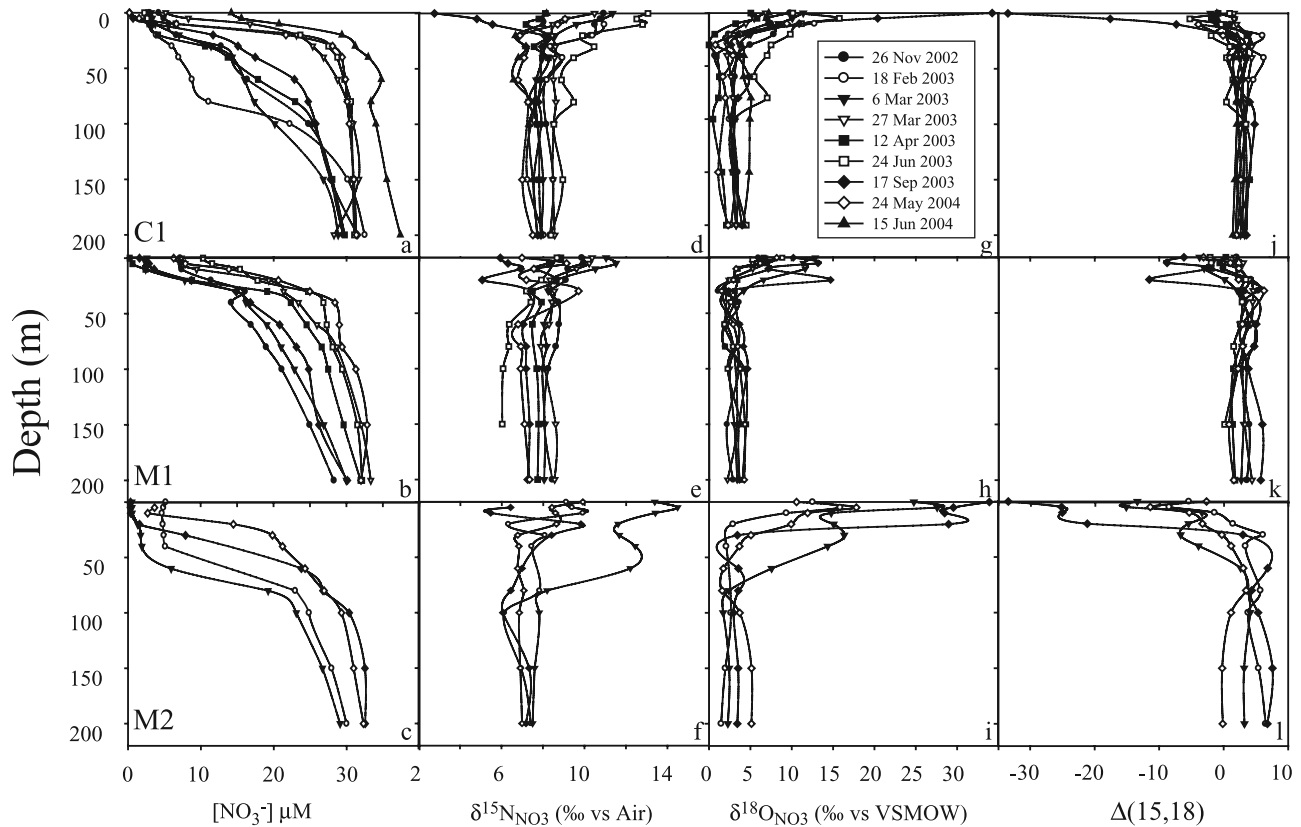 0
50
100
150
200
C1
a
d
g
j
26 Nov 2002
18 Feb 2003
6 Mar 2003
27 Mar 2003
12 Apr 2003
24 Jun 2003
17 Sep 2003
24 May 2004
15 Jun 2004
Depth (m)
50
100
150
200
M1
b
e
h
k
50
100
150
200
M2
c
f
i
l
0 10 20 30
6 8 10 14
0 5 10 15 20 25 30
-30 -20 -10 0 10
[NO₃⁻] μM
δ¹⁵N_NO3 (‰ vs Air)
δ¹⁸O_NO3 (‰ vs VSMOW)
Δ(15,18)